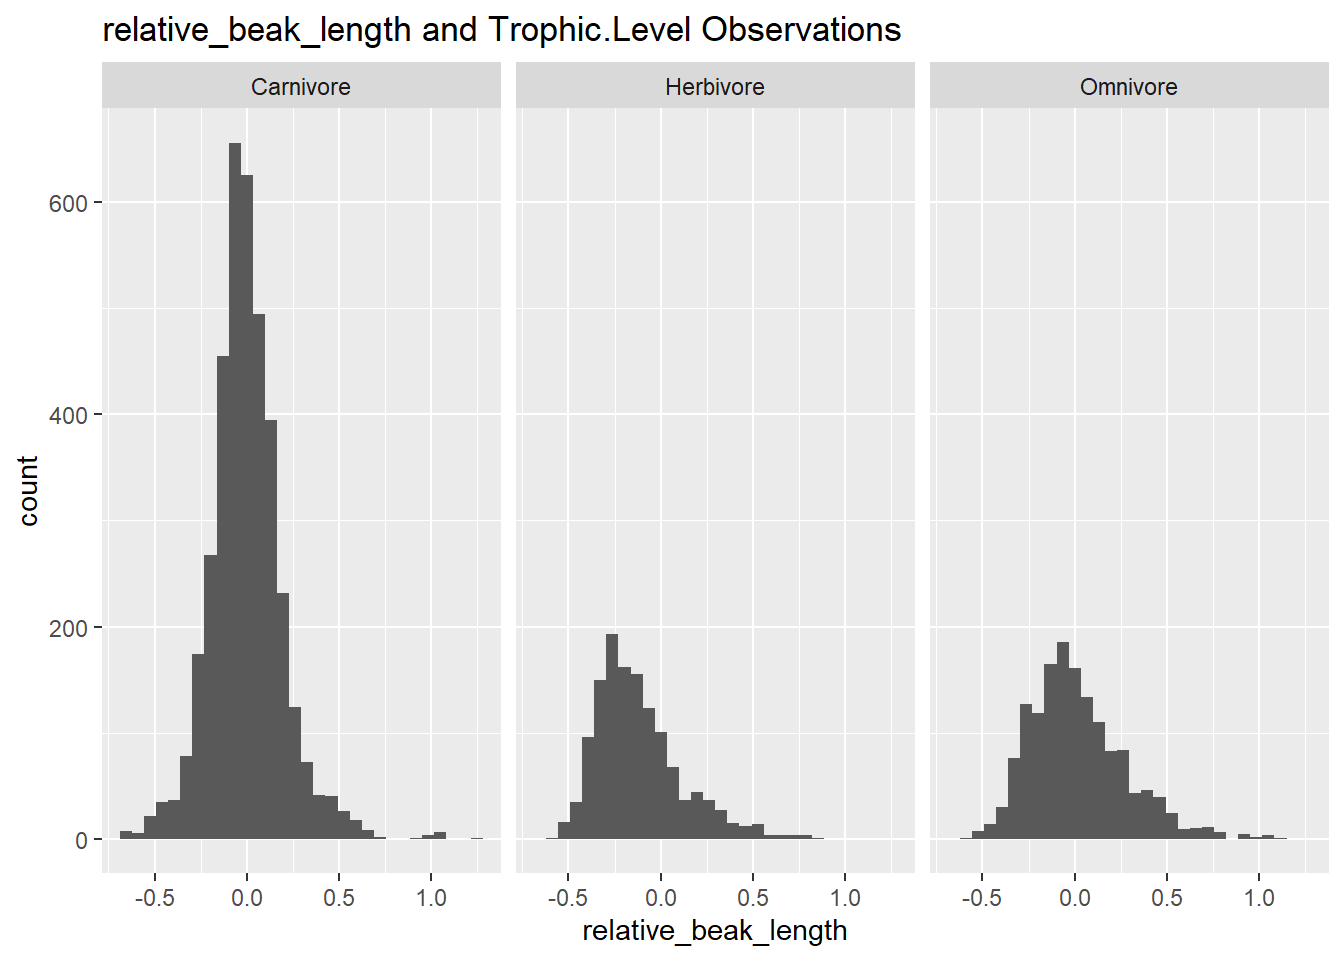 relative_beak_length and Trophic.Level Observations
Carnivore Herbivore Omnivore
600
400
200
0
count
-0.5 0.0 0.5 1.0 -0.5 0.0 0.5 1.0 -0.5 0.0 0.5 1.0
relative_beak_length